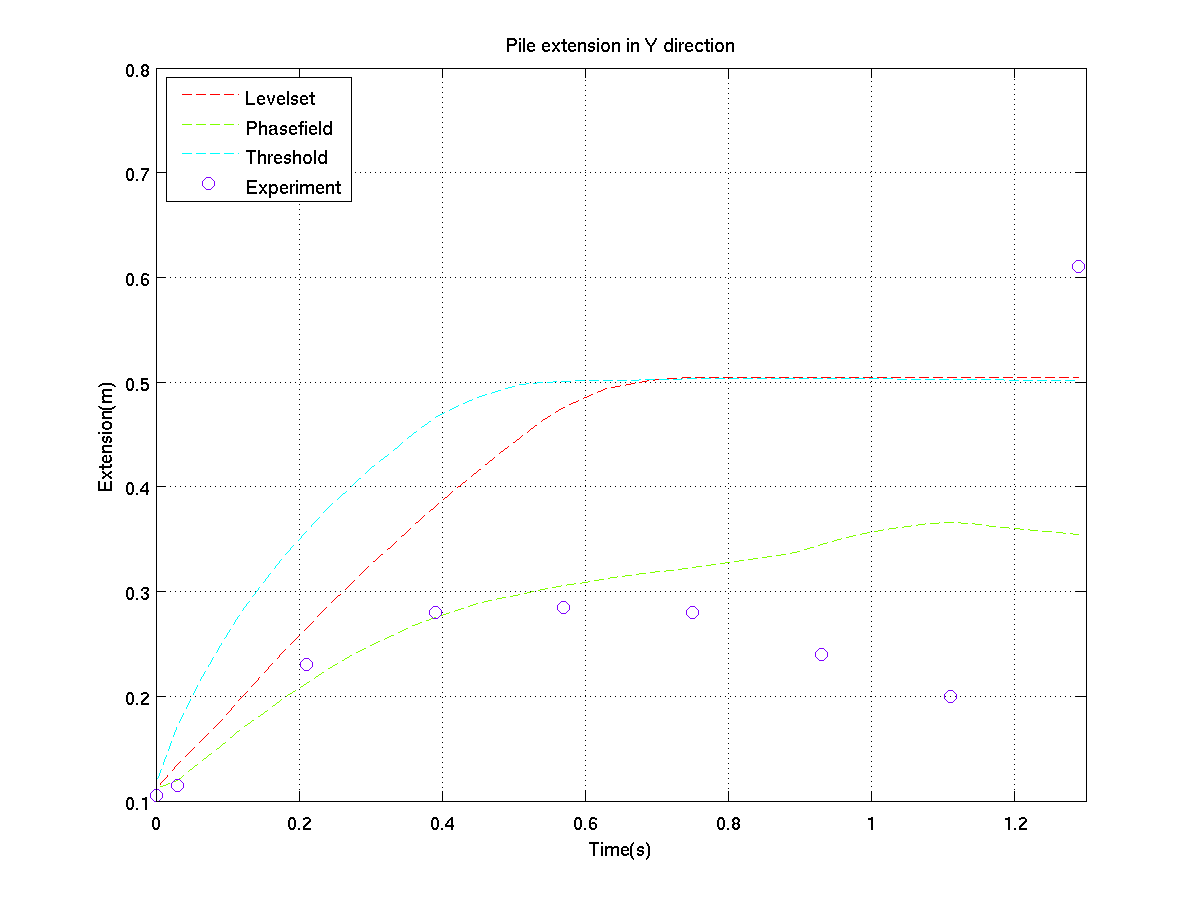 Pile extension in Y direction
Levelset
Phasefield
Threshold
Experiment
0.8
0.7
0.6
0.5
0.4
0.3
0.2
0.1
Extension(m)
0 0.2 0.4 0.6 0.8 1 1.2
Time(s)